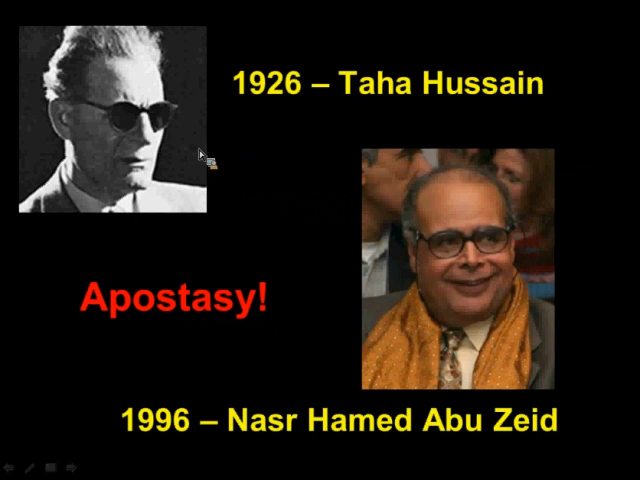 1926 – Taha Hussain
Apostasy!
1996 – Nasr Hamed Abu Zeid